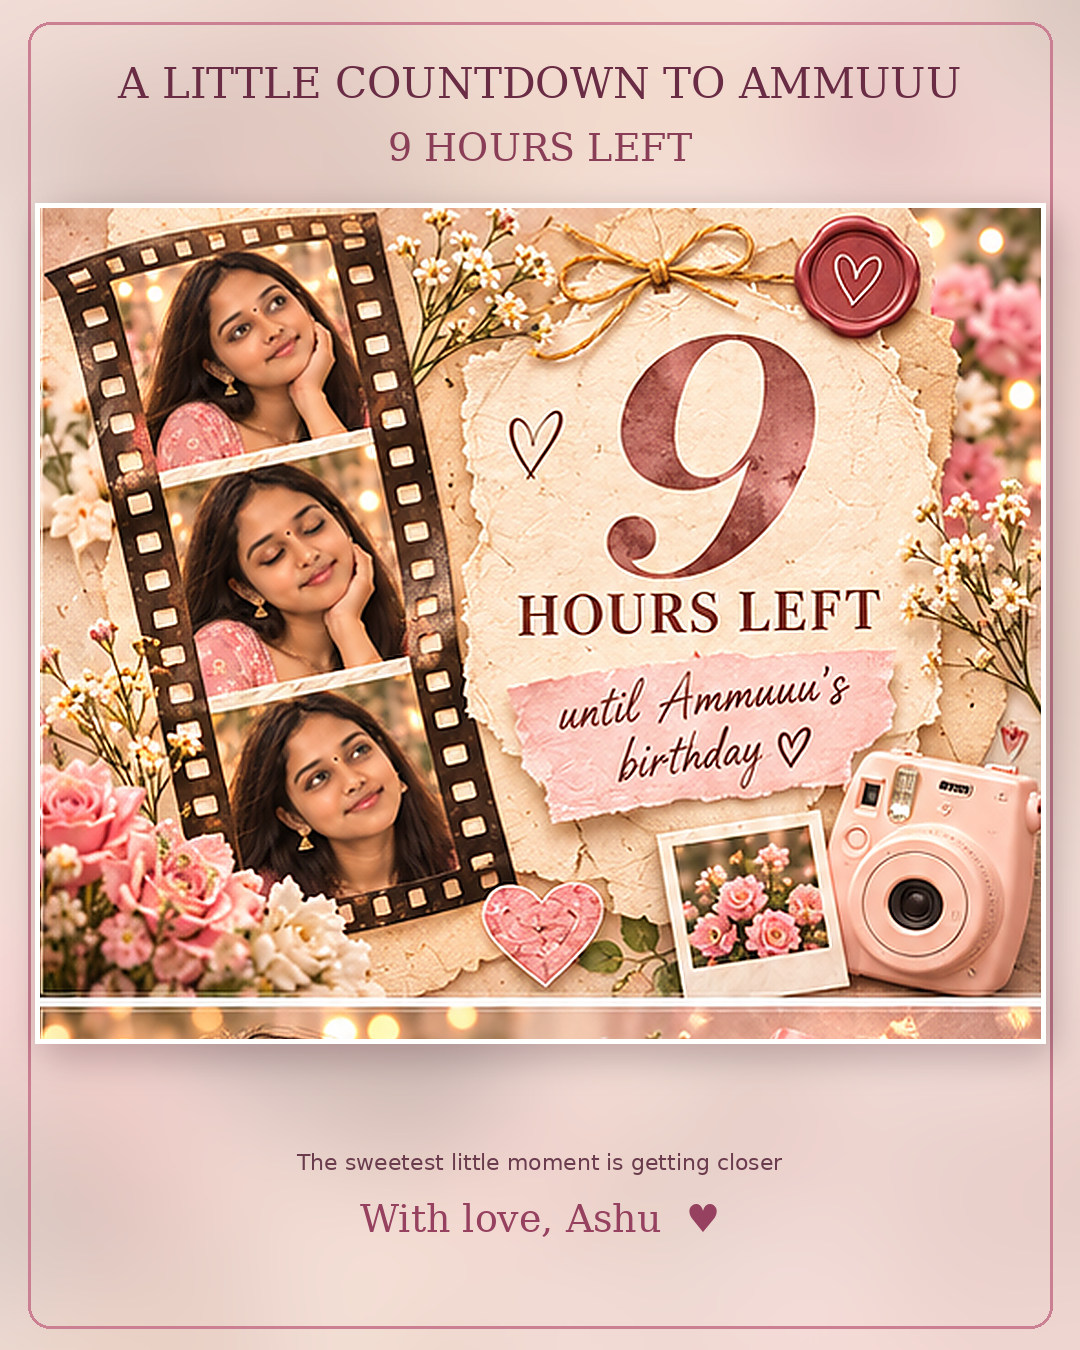 A LITTLE COUNTDOWN TO AMMUUU
9 HOURS LEFT
9
HOURS LEFT
until Ammuuu's
birthday ♡
The sweetest little moment is getting closer
With love, Ashu ♥